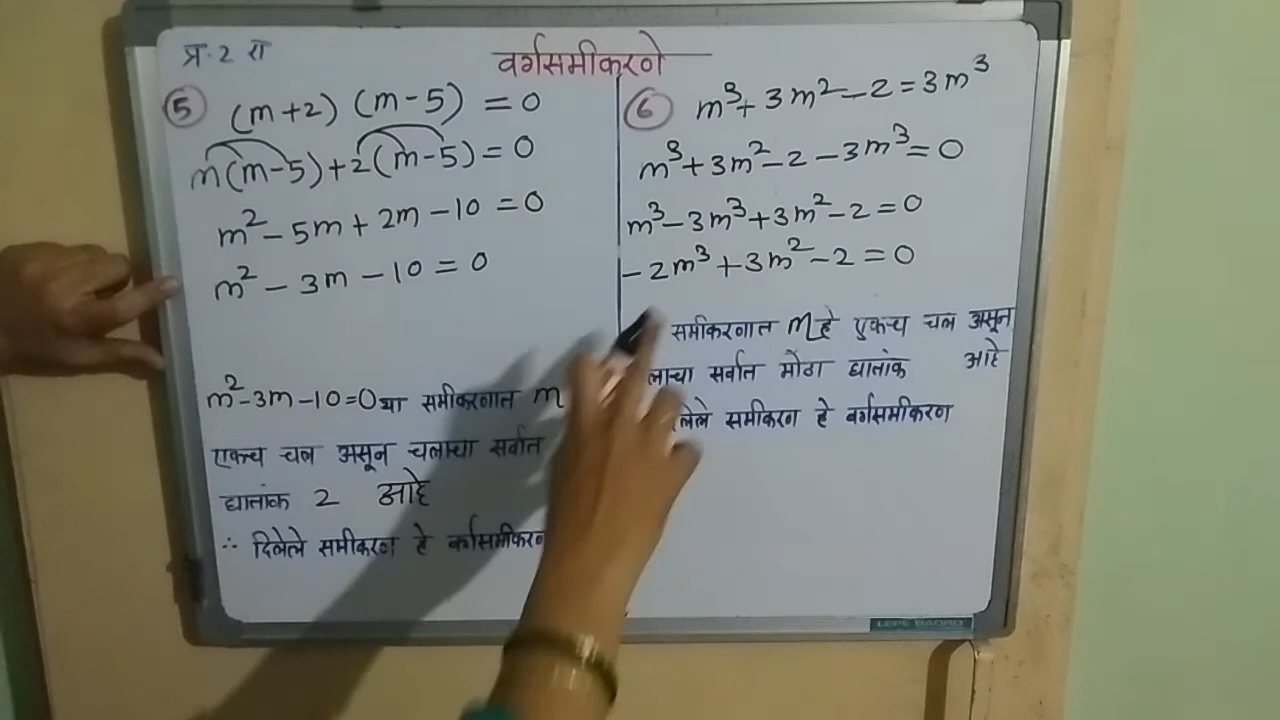 प्र. 2 रा
वर्गसमीकरणे
5 (m+2) (m-5) = 0
m(m-5)+2(m-5)=0
m²-5m+2m-10=0
m²-3m-10=0
m²-3m-10=0 या समीकरणात m
एकच चल असून चलाचा सर्वात
घातांक 2 आहे
∴ दिलेले समीकरण हे
6 m³+3m²-2=3m³
m³+3m²-2-3m³=0
m³-3m³+3m²-2=0
-2m³+3m²-2=0
समीकरणात m हे एकच चल असून
सर्वात मोठा घातांक आहे
समीकरण हे वर्गसमीकरण